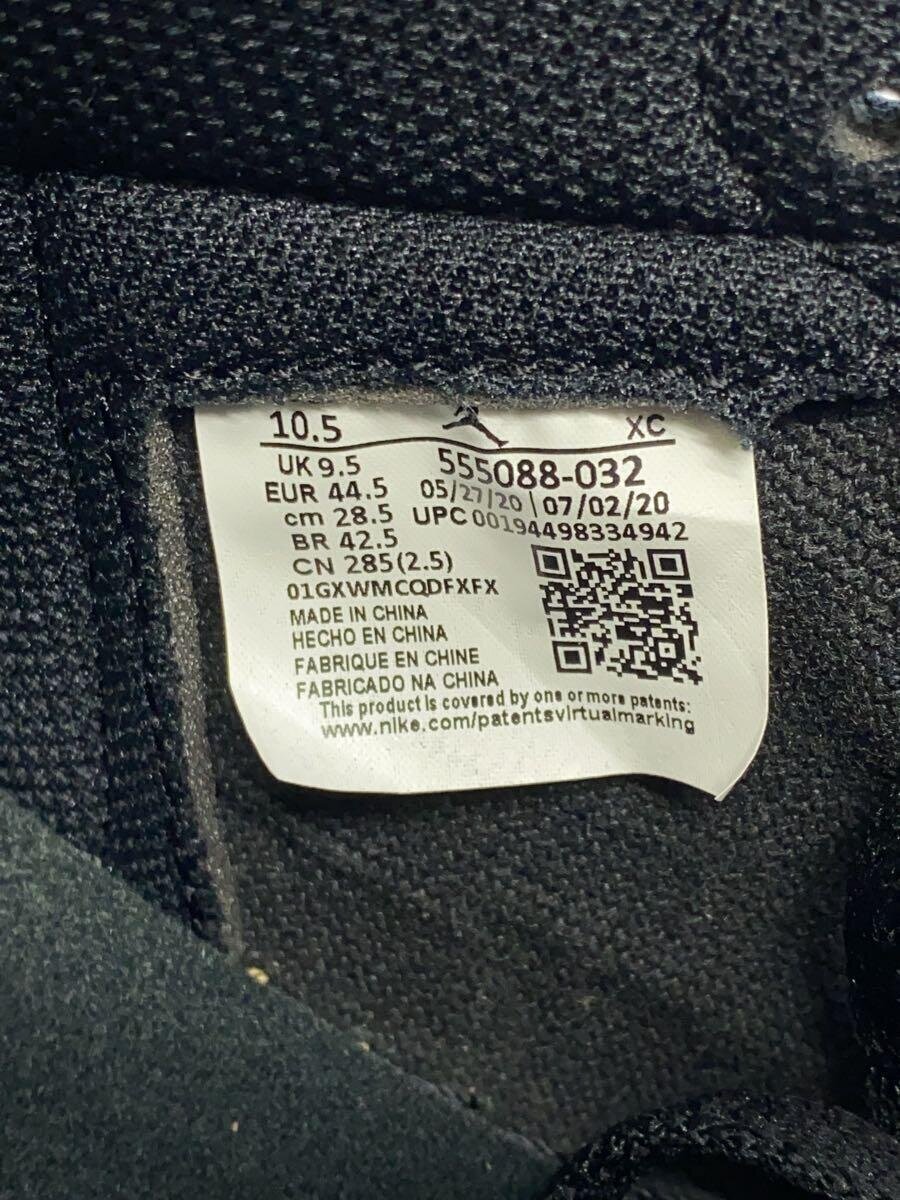 10.5 XC
UK 9.5 555088-032
EUR 44.5 05/27/20 | 07/02/20
cm 28.5 UPC 00194498334942
BR 42.5
CN 285(2.5)
01GXWMCQDFXFX
MADE IN CHINA
HECHO EN CHINA
FABRIQUE EN CHINE
FABRICADO NA CHINA
This product is covered by one or more patents:
www.nike.com/patentsvirtualmarking